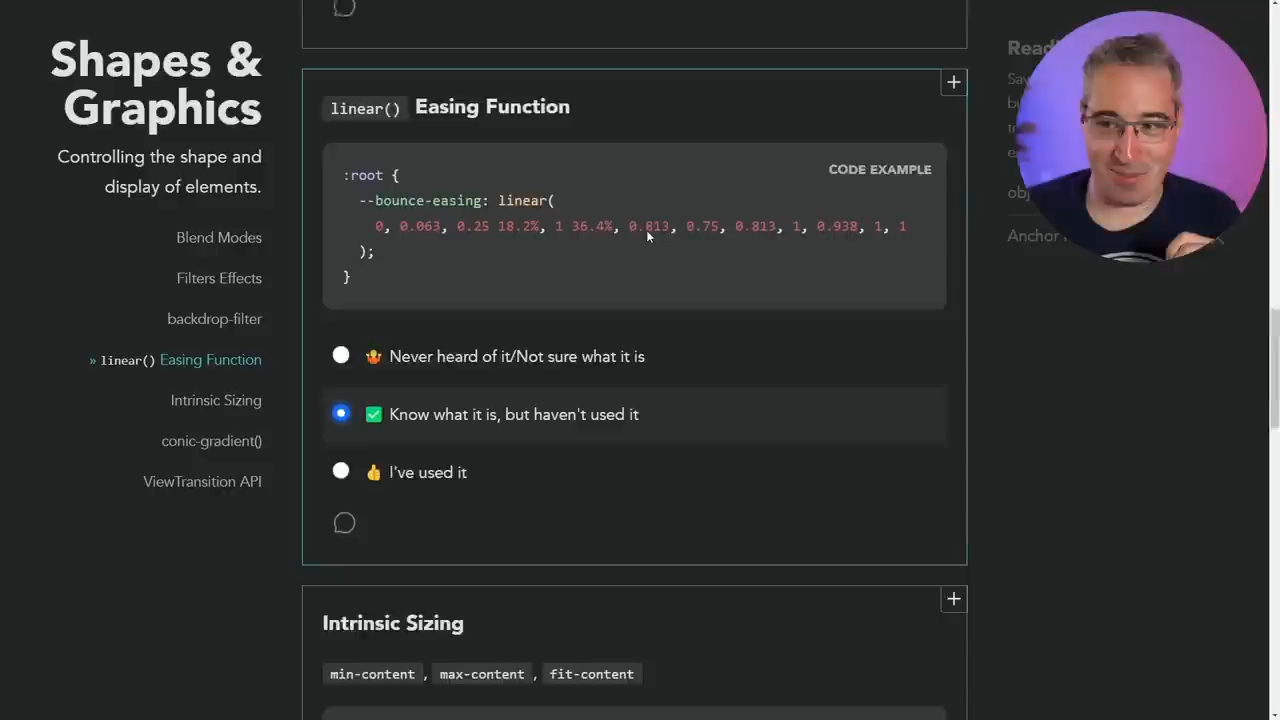 Shapes &
Graphics
Controlling the shape and
display of elements.
Blend Modes
Filters Effects
backdrop-filter
» linear() Easing Function
Intrinsic Sizing
conic-gradient()
ViewTransition API
+
linear() Easing Function
CODE EXAMPLE
:root {
--bounce-easing: linear(
0, 0.063, 0.25 18.2%, 1 36.4%, 0.813, 0.75, 0.813, 1, 0.938, 1, 1
);
}
🤷 Never heard of it/Not sure what it is
✅ Know what it is, but haven't used it
👍 I've used it
+
Intrinsic Sizing
min-content, max-content, fit-content
Anchor